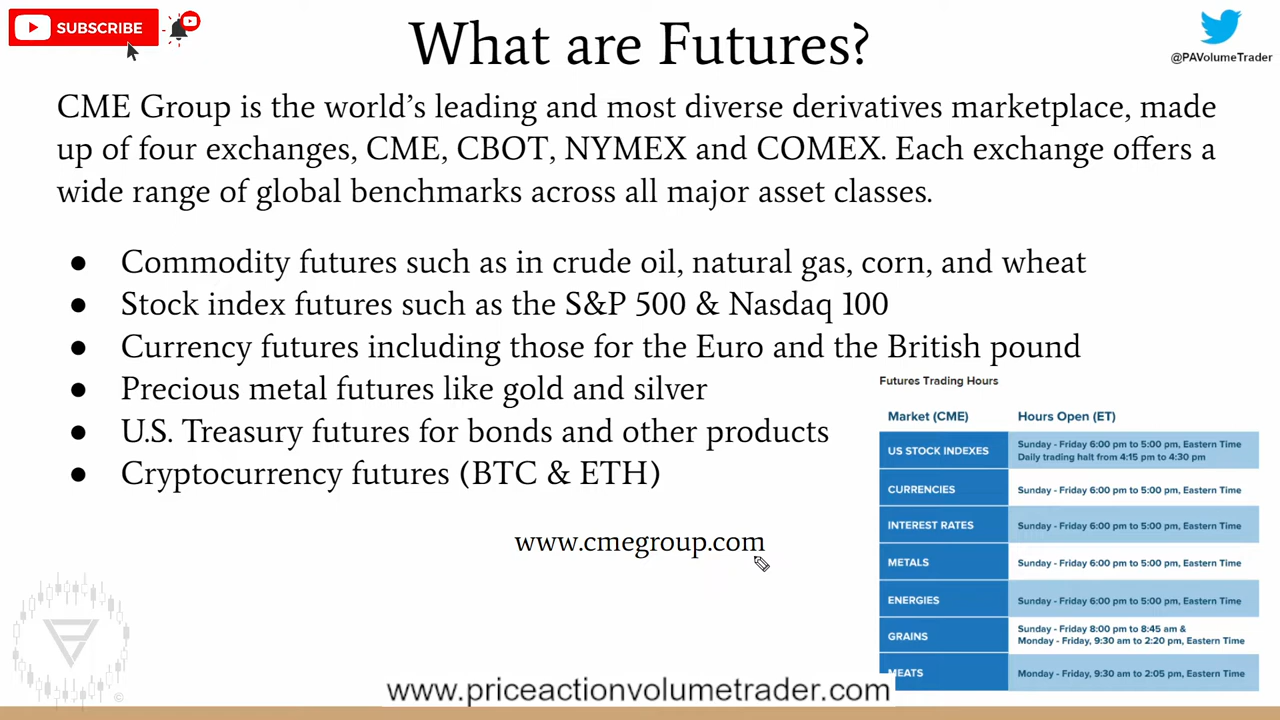 SUBSCRIBE
What are Futures?
@PAVolumeTrader
CME Group is the world's leading and most diverse derivatives marketplace, made
up of four exchanges, CME, CBOT, NYMEX and COMEX. Each exchange offers a
wide range of global benchmarks across all major asset classes.
● Commodity futures such as in crude oil, natural gas, corn, and wheat
● Stock index futures such as the S&P 500 & Nasdaq 100
● Currency futures including those for the Euro and the British pound
● Precious metal futures like gold and silver
● U.S. Treasury futures for bonds and other products
● Cryptocurrency futures (BTC & ETH)
www.cmegroup.com
Futures Trading Hours
Market (CME) Hours Open (ET)
US STOCK INDEXES Sunday - Friday 6:00 pm to 5:00 pm, Eastern Time
Daily trading halt from 4:15 pm to 4:30 pm
CURRENCIES Sunday - Friday 6:00 pm to 5:00 pm, Eastern Time
INTEREST RATES Sunday - Friday 6:00 pm to 5:00 pm, Eastern Time
METALS Sunday - Friday 6:00 pm to 5:00 pm, Eastern Time
ENERGIES Sunday - Friday 6:00 pm to 5:00 pm, Eastern Time
GRAINS Sunday - Friday 8:00 pm to 8:45 am &
Monday - Friday, 9:30 am to 2:20 pm, Eastern Time
MEATS Monday - Friday, 9:30 am to 2:05 pm, Eastern Time
www.priceactionvolumetrader.com
©